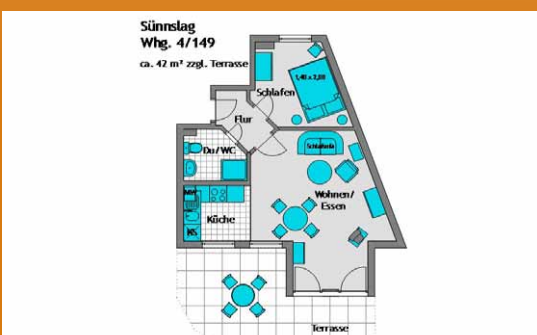 Sünnslag
Whg. 4/149
ca. 42 m² zzgl. Terrasse
1,40 x 2,00
Schlafen
Flur
Du/WC
Schlafsofa
Wohnen/
Essen
Küche
KS
Terrasse